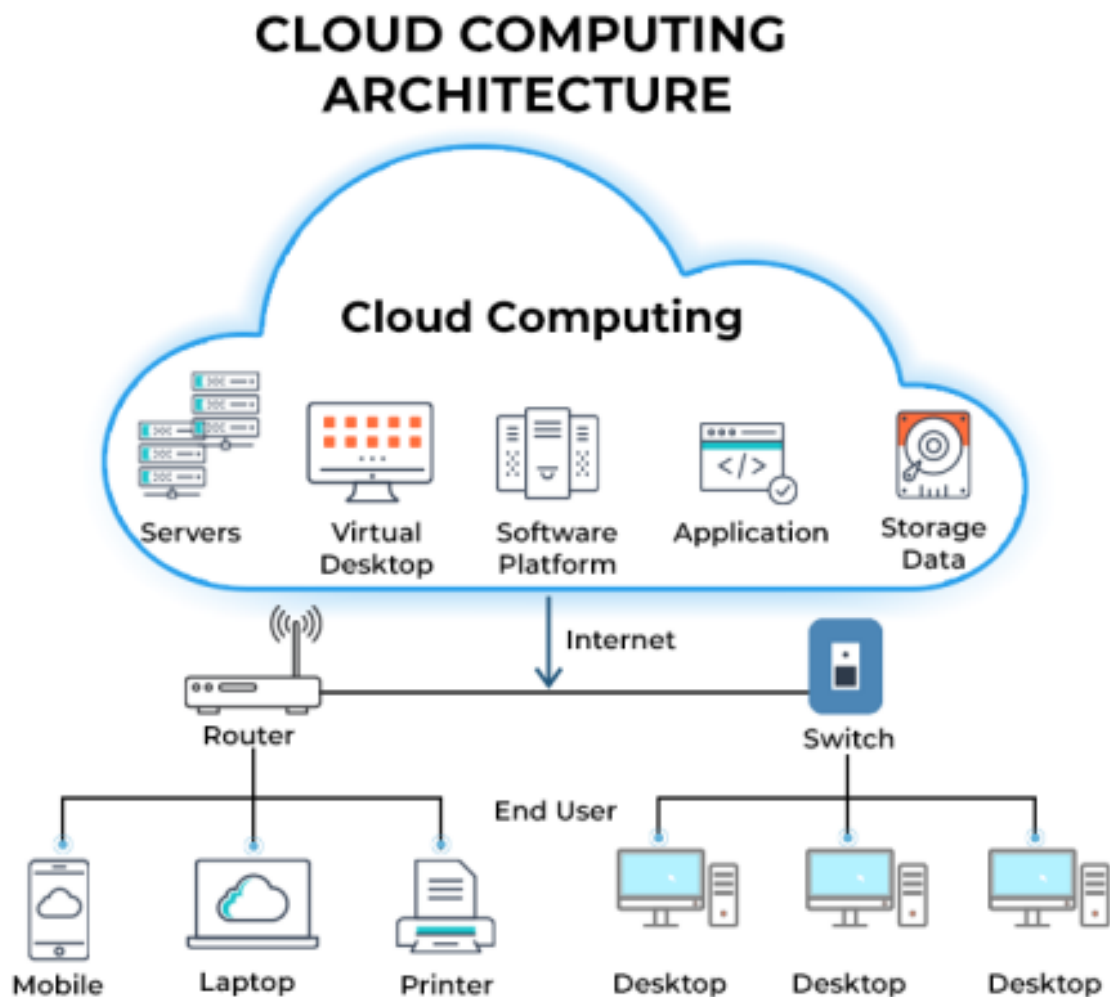 CLOUD COMPUTING
ARCHITECTURE
Cloud Computing
Servers
Virtual
Desktop
Software
Platform
Application
Storage
Data
Internet
Router
Switch
End User
Mobile
Laptop
Printer
Desktop
Desktop
Desktop